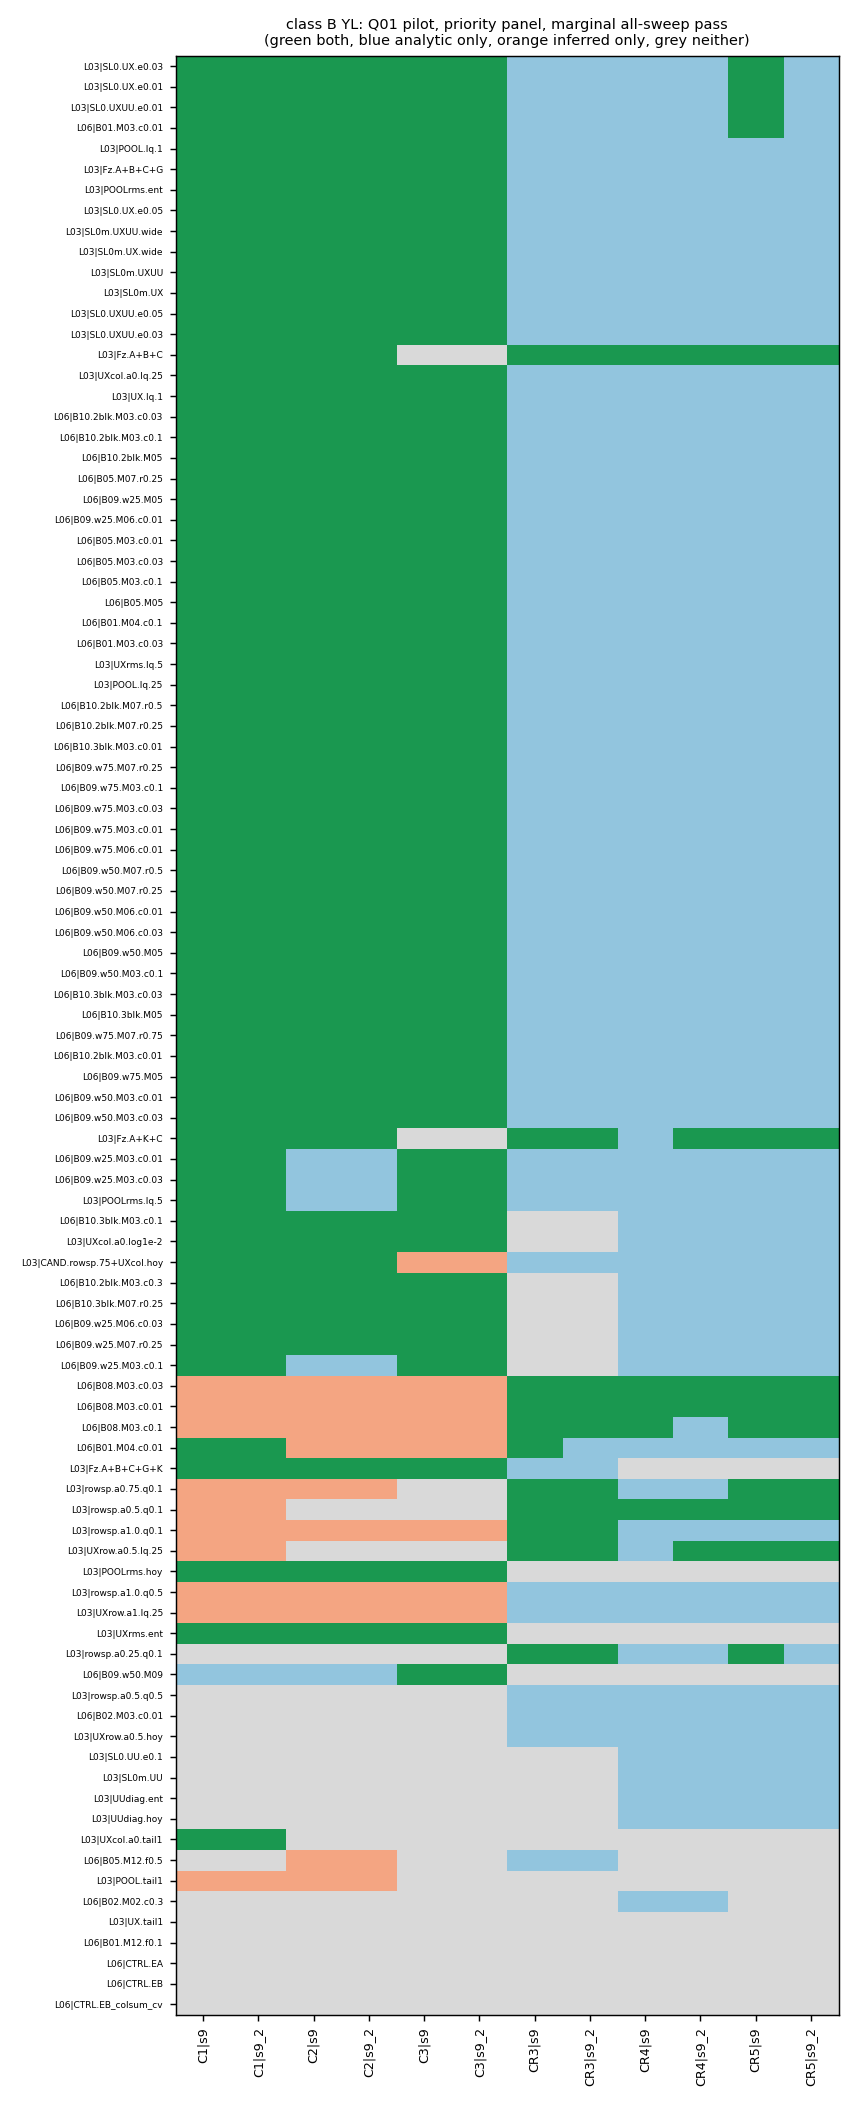 class B YL: Q01 pilot, priority panel, marginal all-sweep pass
(green both, blue analytic only, orange inferred only, grey neither)
L03|SL0.UX.e0.03
L03|SL0.UX.e0.01
L03|SL0.UXUU.e0.01
L06|B01.M03.c0.01
L03|POOL.lq.1
L03|Fz.A+B+C+G
L03|POOLrms.ent
L03|SL0.UX.e0.05
L03|SL0m.UXUU.wide
L03|SL0m.UX.wide
L03|SL0m.UXUU
L03|SL0m.UX
L03|SL0.UXUU.e0.05
L03|SL0.UXUU.e0.03
L03|Fz.A+B+C
L03|UXcol.a0.lq.25
L03|UX.lq.1
L06|B10.2blk.M03.c0.03
L06|B10.2blk.M03.c0.1
L06|B10.2blk.M05
L06|B05.M07.r0.25
L06|B09.w25.M05
L06|B09.w25.M06.c0.01
L06|B05.M03.c0.01
L06|B05.M03.c0.03
L06|B05.M03.c0.1
L06|B05.M05
L06|B01.M04.c0.1
L06|B01.M03.c0.03
L03|UXrms.lq.5
L03|POOL.lq.25
L06|B10.2blk.M07.r0.5
L06|B10.2blk.M07.r0.25
L06|B10.3blk.M03.c0.01
L06|B09.w75.M07.r0.25
L06|B09.w75.M03.c0.1
L06|B09.w75.M03.c0.03
L06|B09.w75.M03.c0.01
L06|B09.w75.M06.c0.01
L06|B09.w50.M07.r0.5
L06|B09.w50.M07.r0.25
L06|B09.w50.M06.c0.01
L06|B09.w50.M06.c0.03
L06|B09.w50.M05
L06|B09.w50.M03.c0.1
L06|B10.3blk.M03.c0.03
L06|B10.3blk.M05
L06|B09.w75.M07.r0.75
L06|B10.2blk.M03.c0.01
L06|B09.w75.M05
L06|B09.w50.M03.c0.01
L06|B09.w50.M03.c0.03
L03|Fz.A+K+C
L06|B09.w25.M03.c0.01
L06|B09.w25.M03.c0.03
L03|POOLrms.lq.5
L06|B10.3blk.M03.c0.1
L03|UXcol.a0.log1e-2
L03|CAND.rowsp.75+UXcol.hoy
L06|B10.2blk.M03.c0.3
L06|B10.3blk.M07.r0.25
L06|B09.w25.M06.c0.03
L06|B09.w25.M07.r0.25
L06|B09.w25.M03.c0.1
L06|B08.M03.c0.03
L06|B08.M03.c0.01
L06|B08.M03.c0.1
L06|B01.M04.c0.01
L03|Fz.A+B+C+G+K
L03|rowsp.a0.75.q0.1
L03|rowsp.a0.5.q0.1
L03|rowsp.a1.0.q0.1
L03|UXrow.a0.5.lq.25
L03|POOLrms.hoy
L03|rowsp.a1.0.q0.5
L03|UXrow.a1.lq.25
L03|UXrms.ent
L03|rowsp.a0.25.q0.1
L06|B09.w50.M09
L03|rowsp.a0.5.q0.5
L06|B02.M03.c0.01
L03|UXrow.a0.5.hoy
L03|SL0.UU.e0.1
L03|SL0m.UU
L03|UUdiag.ent
L03|UUdiag.hoy
L03|UXcol.a0.tail1
L06|B05.M12.f0.5
L03|POOL.tail1
L06|B02.M02.c0.3
L03|UX.tail1
L06|B01.M12.f0.1
L06|CTRL.EA
L06|CTRL.EB
L06|CTRL.EB_colsum_cv
C1|s9
C1|s9_2
C2|s9
C2|s9_2
C3|s9
C3|s9_2
CR3|s9
CR3|s9_2
CR4|s9
CR4|s9_2
CR5|s9
CR5|s9_2